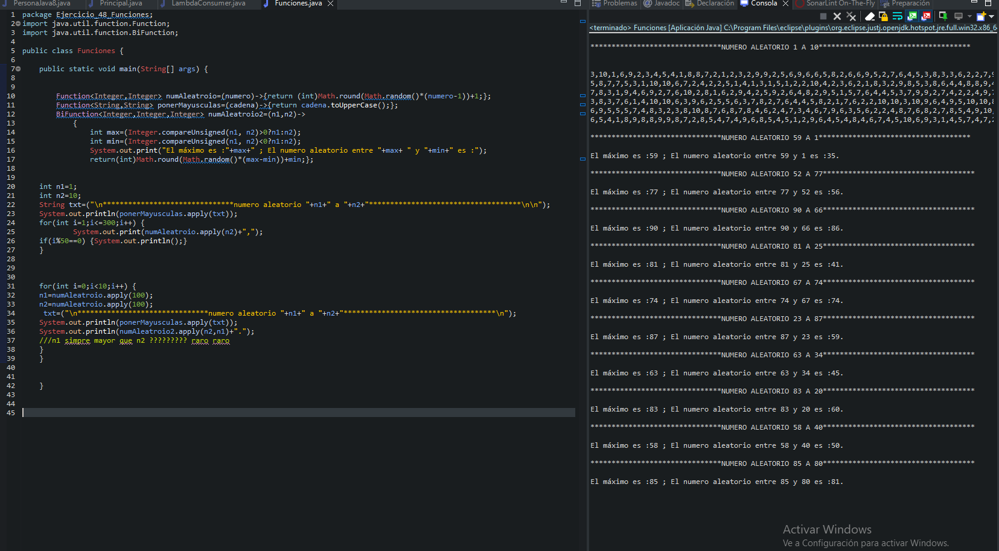 PersonaJava8.java Principal.java LambdaConsumer.java Funciones.java
1 package Ejercicio_48_Funciones;
2 import java.util.function.Function;
3 import java.util.function.BiFunction;
4
5 public class Funciones {
6
7 public static void main(String[] args) {
8
9
10 Function<Integer,Integer> numAleatroio=(numero)->{return (int)Math.round(Math.random()*(numero-1))+1;};
11 Function<String,String> ponerMayusculas=(cadena)->{return cadena.toUpperCase();};
12 BiFunction<Integer,Integer,Integer> numAleatroio2=(n1,n2)->
13 {
14 int max=(Integer.compareUnsigned(n1, n2)>0?n1:n2);
15 int min=(Integer.compareUnsigned(n1, n2)<0?n1:n2);
16 System.out.print("El máximo es :"+max+" ; El numero aleatorio entre "+max+ " y "+min+" es :");
17 return(int)Math.round(Math.random()*(max-min))+min;};
18
19
20 int n1=1;
21 int n2=10;
22 String txt=("\n*******************************numero aleatorio "+n1+" a "+n2+"************************************\n\n");
23 System.out.println(ponerMayusculas.apply(txt));
24 for(int i=1;i<=300;i++) {
25 System.out.print(numAleatroio.apply(n2)+",");
26 if(i%50==0) {System.out.println();}
27 }
28
29
30
31 for(int i=0;i<10;i++) {
32 n1=numAleatroio.apply(100);
33 n2=numAleatroio.apply(100);
34 txt=("\n*******************************numero aleatorio "+n1+" a "+n2+"************************************\n");
35 System.out.println(ponerMayusculas.apply(txt));
36 System.out.println(numAleatroio2.apply(n2,n1)+".");
37 ///n1 simpre mayor que n2 ????????? raro raro
38 }
39 }
40
41
42 }
43
44
45
Problemas Javadoc Declaración Consola SonarLint On-The-Fly Preparación
<terminado> Funciones [Aplicación Java] C:\Program Files\eclipse\plugins\org.eclipse.justj.openjdk.hotspot.jre.full.win32.x86_6
*******************************NUMERO ALEATORIO 1 A 10************************************
3,10,1,6,9,2,3,4,5,4,1,8,8,7,2,1,2,3,2,9,9,2,5,6,9,6,6,5,8,2,6,6,9,5,2,7,6,4,5,3,8,3,3,6,2,2,7,9
5,8,7,7,5,3,1,10,10,6,7,2,4,2,2,5,1,4,1,3,1,5,1,2,2,10,4,2,3,6,2,1,8,3,2,9,8,5,3,8,6,4,4,8,8,9,4
7,8,3,1,9,4,6,9,2,7,6,10,2,8,1,6,2,9,4,2,5,9,2,6,4,8,2,9,5,1,5,7,6,4,4,5,3,7,9,9,2,7,4,2,2,4,9,7
3,8,3,7,6,1,4,10,10,6,3,9,6,2,5,5,6,3,7,8,2,7,6,4,4,5,8,2,1,7,6,2,2,10,10,3,10,9,6,4,9,5,10,10,8
6,9,5,5,5,7,4,8,3,2,3,8,10,8,7,6,8,7,8,4,6,2,4,7,3,4,6,7,9,6,3,5,6,2,2,4,8,7,6,8,2,7,8,5,4,9,10,
6,5,4,1,8,9,8,8,9,9,8,7,2,8,5,4,7,4,9,6,8,5,4,5,1,2,9,6,4,5,4,8,4,6,7,4,5,10,6,9,3,1,4,5,7,4,7,2
*******************************NUMERO ALEATORIO 59 A 1************************************
El máximo es :59 ; El numero aleatorio entre 59 y 1 es :35.
*******************************NUMERO ALEATORIO 52 A 77************************************
El máximo es :77 ; El numero aleatorio entre 77 y 52 es :56.
*******************************NUMERO ALEATORIO 90 A 66************************************
El máximo es :90 ; El numero aleatorio entre 90 y 66 es :86.
*******************************NUMERO ALEATORIO 81 A 25************************************
El máximo es :81 ; El numero aleatorio entre 81 y 25 es :41.
*******************************NUMERO ALEATORIO 67 A 74************************************
El máximo es :74 ; El numero aleatorio entre 74 y 67 es :74.
*******************************NUMERO ALEATORIO 23 A 87************************************
El máximo es :87 ; El numero aleatorio entre 87 y 23 es :59.
*******************************NUMERO ALEATORIO 63 A 34************************************
El máximo es :63 ; El numero aleatorio entre 63 y 34 es :45.
*******************************NUMERO ALEATORIO 83 A 20************************************
El máximo es :83 ; El numero aleatorio entre 83 y 20 es :60.
*******************************NUMERO ALEATORIO 58 A 40************************************
El máximo es :58 ; El numero aleatorio entre 58 y 40 es :50.
*******************************NUMERO ALEATORIO 85 A 80************************************
El máximo es :85 ; El numero aleatorio entre 85 y 80 es :81.
Activar Windows
Ve a Configuración para activar Windows.